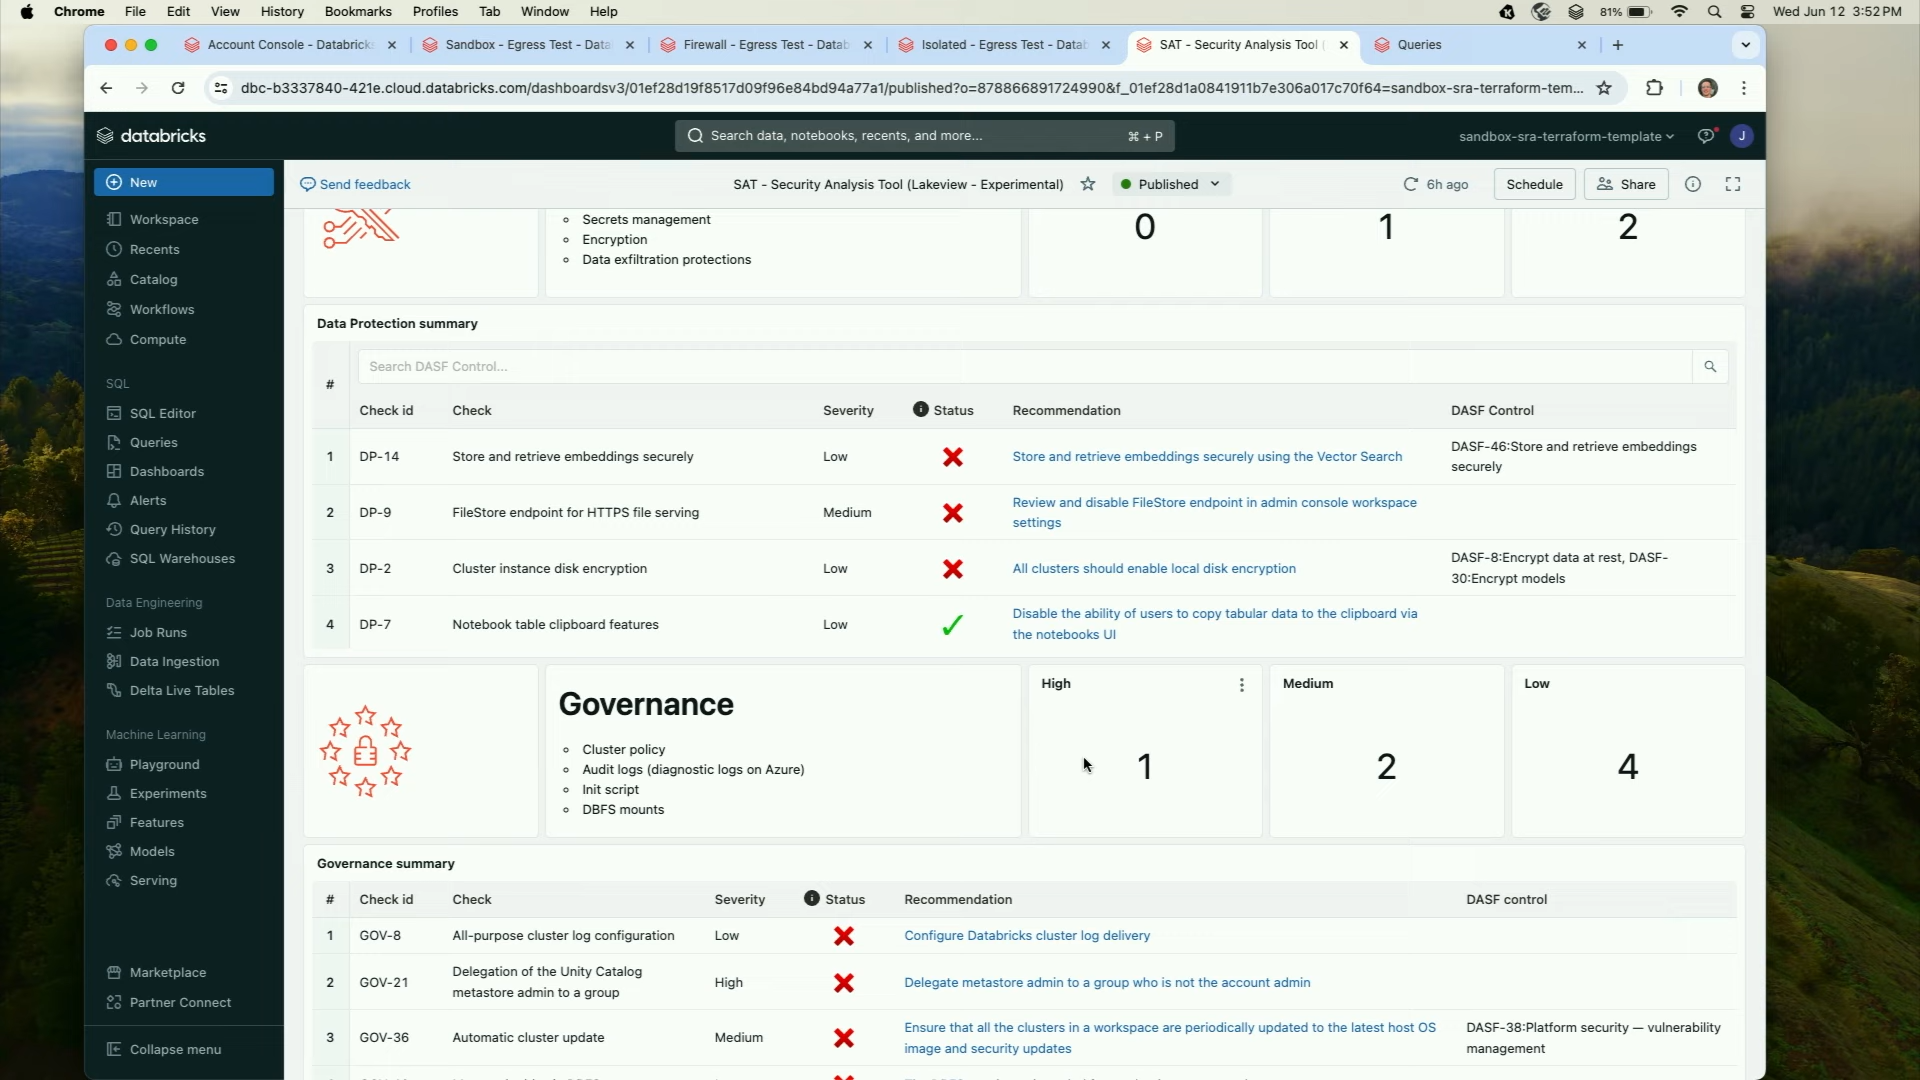 Chrome File Edit View History Bookmarks Profiles Tab Window Help 81% Wed Jun 12 3:52 PM
Account Console - Databrick
Sandbox - Egress Test - Data
Firewall - Egress Test - Datab
Isolated - Egress Test - Datab
SAT - Security Analysis Tool (
Queries
dbc-b3337840-421e.cloud.databricks.com/dashboardsv3/01ef28d19f8517d09f96e84bd94a77a1/published?o=878866891724990&f_01ef28d1a0841911b7e306a017c70f64=sandbox-sra-terraform-tem...
databricks
Search data, notebooks, recents, and more... ⌘ + P
sandbox-sra-terraform-template
J
New
Workspace
Recents
Catalog
Workflows
Compute
SQL
SQL Editor
Queries
Dashboards
Alerts
Query History
SQL Warehouses
Data Engineering
Job Runs
Data Ingestion
Delta Live Tables
Machine Learning
Playground
Experiments
Features
Models
Serving
Marketplace
Partner Connect
Collapse menu
Send feedback
SAT - Security Analysis Tool (Lakeview - Experimental)
Published
6h ago
Schedule
Share
Secrets management
Encryption
Data exfiltration protections
0
1
2
Data Protection summary
Search DASF Control...
# Check id Check Severity Status Recommendation DASF Control
1 DP-14 Store and retrieve embeddings securely Low Store and retrieve embeddings securely using the Vector Search DASF-46:Store and retrieve embeddings
securely
2 DP-9 FileStore endpoint for HTTPS file serving Medium Review and disable FileStore endpoint in admin console workspace
settings
3 DP-2 Cluster instance disk encryption Low All clusters should enable local disk encryption DASF-8:Encrypt data at rest, DASF-
30:Encrypt models
4 DP-7 Notebook table clipboard features Low Disable the ability of users to copy tabular data to the clipboard via
the notebooks UI
Governance
Cluster policy
Audit logs (diagnostic logs on Azure)
Init script
DBFS mounts
High
1
Medium
2
Low
4
Governance summary
# Check id Check Severity Status Recommendation DASF control
1 GOV-8 All-purpose cluster log configuration Low Configure Databricks cluster log delivery
2 GOV-21 Delegation of the Unity Catalog
metastore admin to a group High Delegate metastore admin to a group who is not the account admin
3 GOV-36 Automatic cluster update Medium Ensure that all the clusters in a workspace are periodically updated to the latest host OS
image and security updates DASF-38:Platform security — vulnerability
management